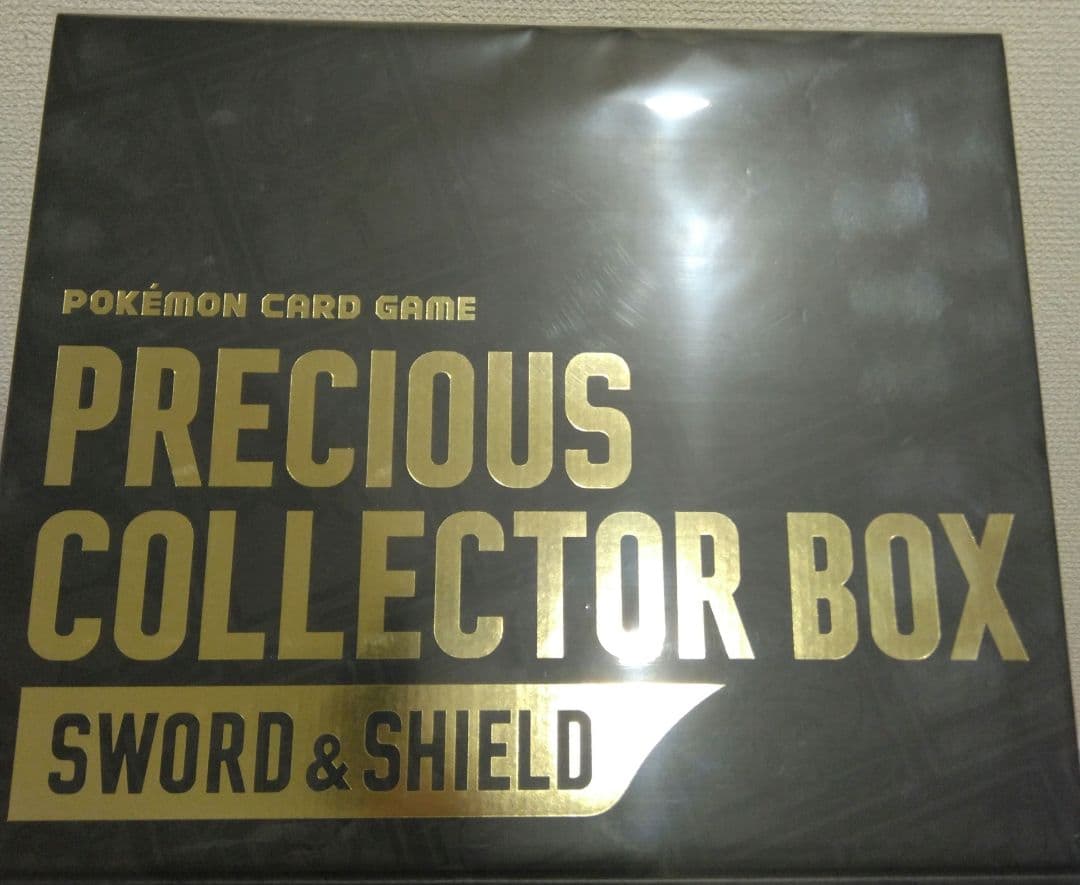 POKÉMON CARD GAME
PRECIOUS
COLLECTOR BOX
SWORD & SHIELD